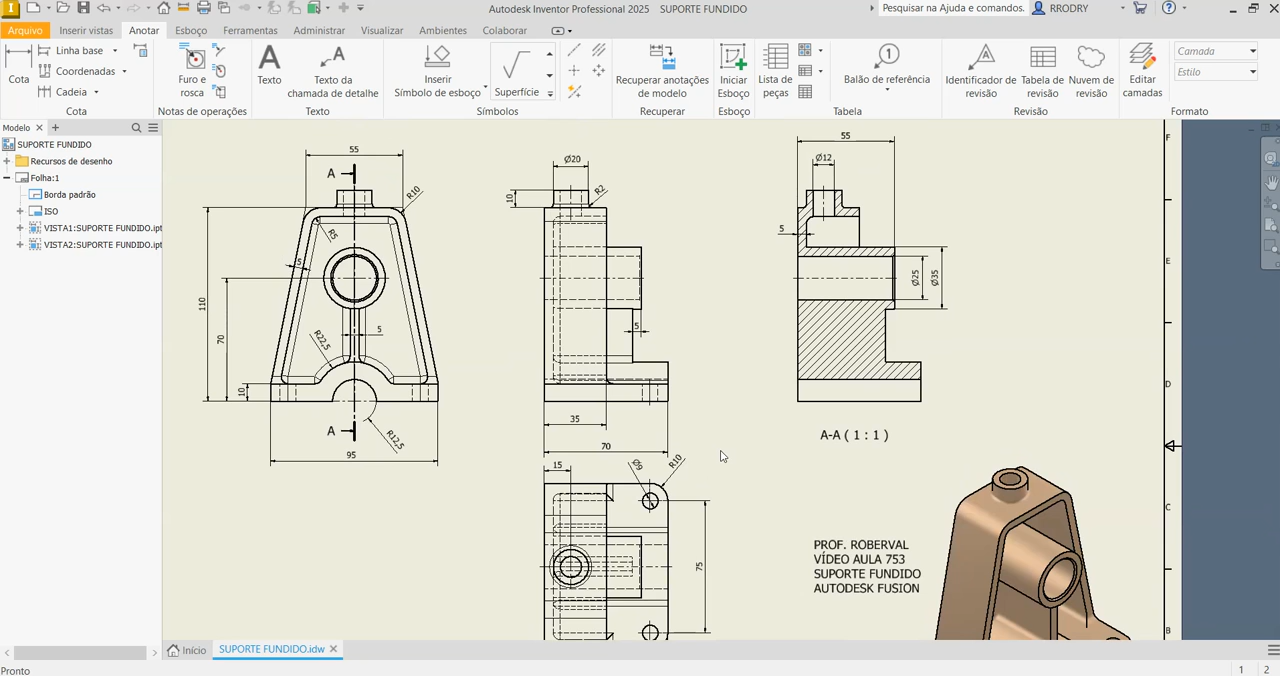 Autodesk Inventor Professional 2025 SUPORTE FUNDIDO
Pesquisar na Ajuda e comandos.
RRODRY
Arquivo Inserir vistas Anotar Esboço Ferramentas Administrar Visualizar Ambientes Colaborar
Cota
Linha base
Coordenadas
Cadeia
Cota
Furo e rosca
Notas de operações
Texto
Texto da chamada de detalhe
Texto
Inserir
Símbolo de esboço
Superfície
Símbolos
Recuperar anotações de modelo
Recuperar
Iniciar Esboço
Esboço
Lista de peças
Balão de referência
Tabela
Identificador de revisão
Tabela de revisão
Nuvem de revisão
Revisão
Editar camadas
Camada
Estilo
Formato
Modelo
SUPORTE FUNDIDO
Recursos de desenho
Folha:1
Borda padrão
ISO
VISTA1:SUPORTE FUNDIDO.ipt
VISTA2:SUPORTE FUNDIDO.ipt
55
A
R10
R5
5
110
70
R22,5
5
10
A
R12,5
95
Ø20
10
R2
5
35
70
55
Ø12
5
Ø25
Ø35
A-A ( 1 : 1 )
15
Ø9
R10
75
PROF. ROBERVAL
VÍDEO AULA 753
SUPORTE FUNDIDO
AUTODESK FUSION
F
E
D
C
B
Início
SUPORTE FUNDIDO.idw
Pronto
1 2